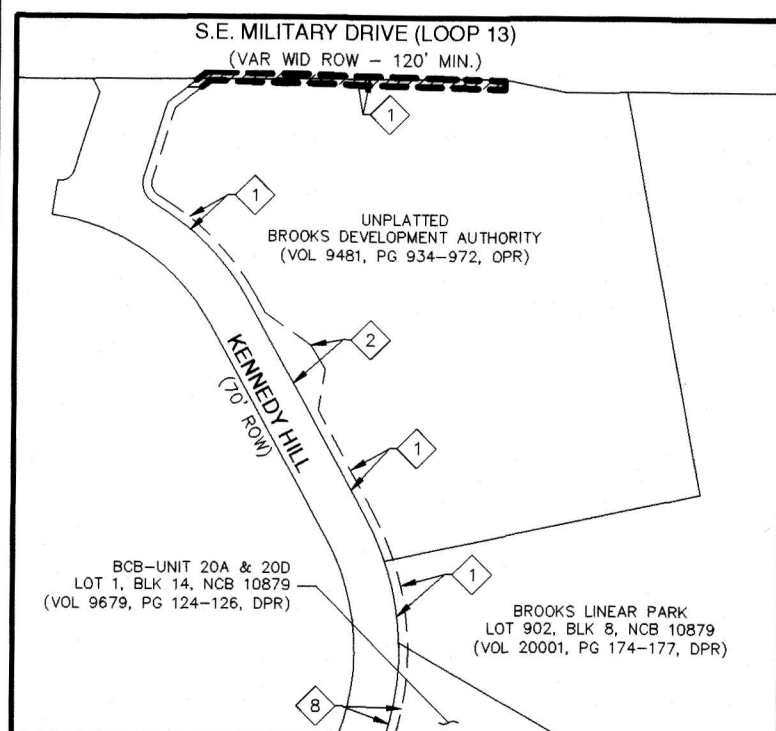 S.E. MILITARY DRIVE (LOOP 13)
(VAR WID ROW – 120' MIN.)
1
1
UNPLATTED
BROOKS DEVELOPMENT AUTHORITY
(VOL 9481, PG 934–972, OPR)
2
KENNEDY HILL
(70' ROW)
1
BCB–UNIT 20A & 20D
LOT 1, BLK 14, NCB 10879
(VOL 9679, PG 124–126, DPR)
1
BROOKS LINEAR PARK
LOT 902, BLK 8, NCB 10879
(VOL 20001, PG 174–177, DPR)
8